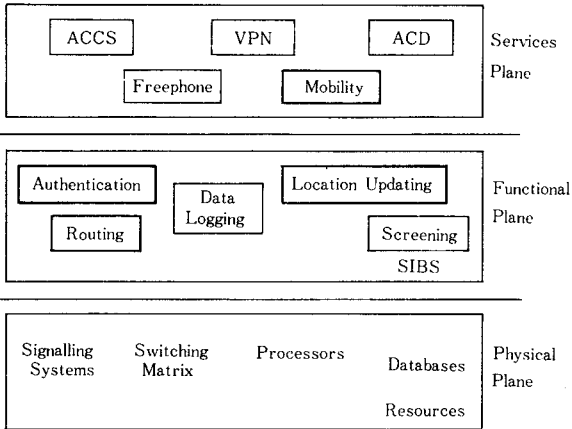 ACCS
VPN
ACD
Freephone
Mobility
Services
Plane
Authentication
Data
Logging
Location Updating
Routing
Screening
SIBS
Functional
Plane
Signalling
Systems
Switching
Matrix
Processors
Databases
Resources
Physical
Plane